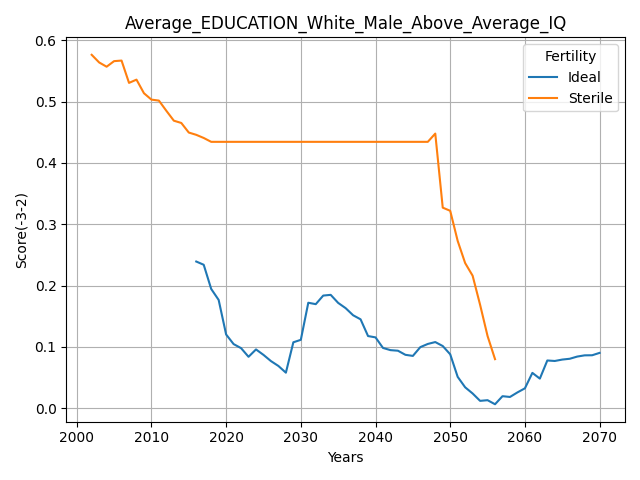 Average_EDUCATION_White_Male_Above_Average_IQ
Score(-3-2)
0.6
0.5
0.4
0.3
0.2
0.1
0.0
Fertility
Ideal
Sterile
2000 2010 2020 2030 2040 2050 2060 2070
Years